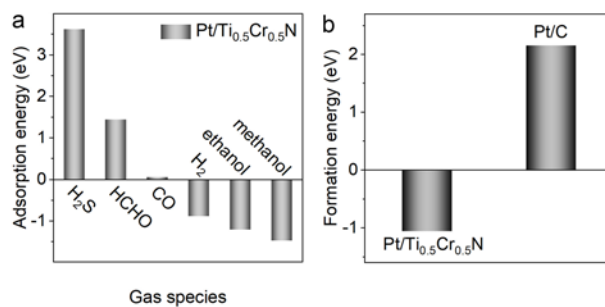 a
Pt/Ti₀.₅Cr₀.₅N
Adsorption energy (eV)
3
2
1
0
-1
H₂S
HCHO
CO
H₂
ethanol
methanol
Gas species
b
Pt/C
Formation energy (eV)
2
1
0
-1
Pt/Ti₀.₅Cr₀.₅N